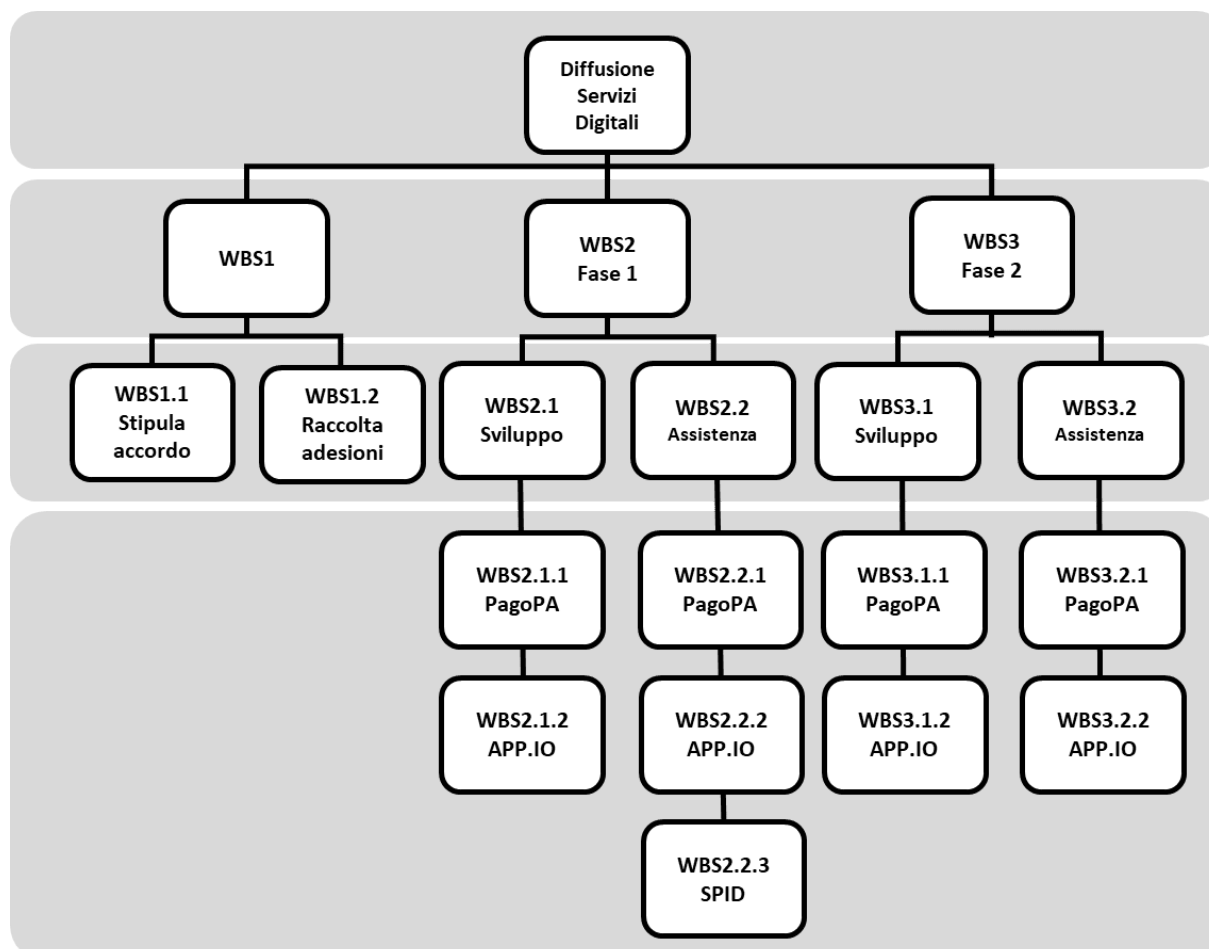 Diffusione
Servizi
Digitali
WBS1
WBS2
Fase 1
WBS3
Fase 2
WBS1.1
Stipula
accordo
WBS1.2
Raccolta
adesioni
WBS2.1
Sviluppo
WBS2.2
Assistenza
WBS3.1
Sviluppo
WBS3.2
Assistenza
WBS2.1.1
PagoPA
WBS2.2.1
PagoPA
WBS3.1.1
PagoPA
WBS3.2.1
PagoPA
WBS2.1.2
APP.IO
WBS2.2.2
APP.IO
WBS3.1.2
APP.IO
WBS3.2.2
APP.IO
WBS2.2.3
SPID